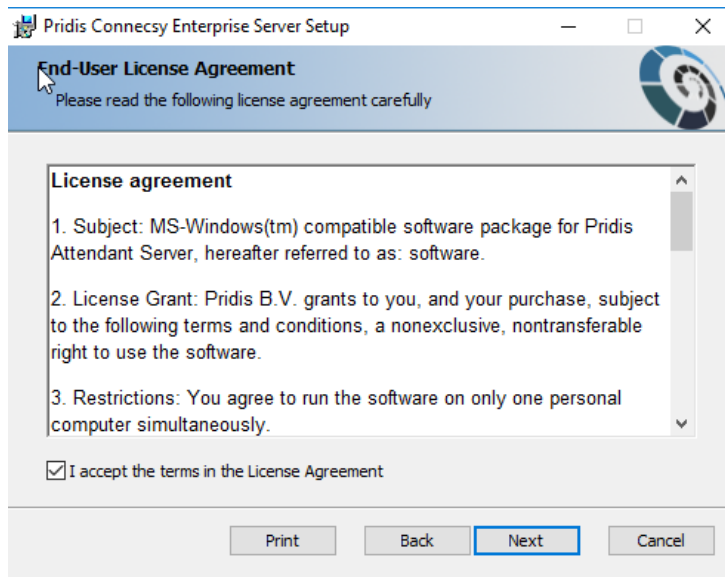 Pridis Connecsy Enterprise Server Setup
End-User License Agreement
Please read the following license agreement carefully
License agreement
1. Subject: MS-Windows(tm) compatible software package for Pridis
Attendant Server, hereafter referred to as: software.
2. License Grant: Pridis B.V. grants to you, and your purchase, subject
to the following terms and conditions, a nonexclusive, nontransferable
right to use the software.
3. Restrictions: You agree to run the software on only one personal
computer simultaneously.
I accept the terms in the License Agreement
Print Back Next Cancel